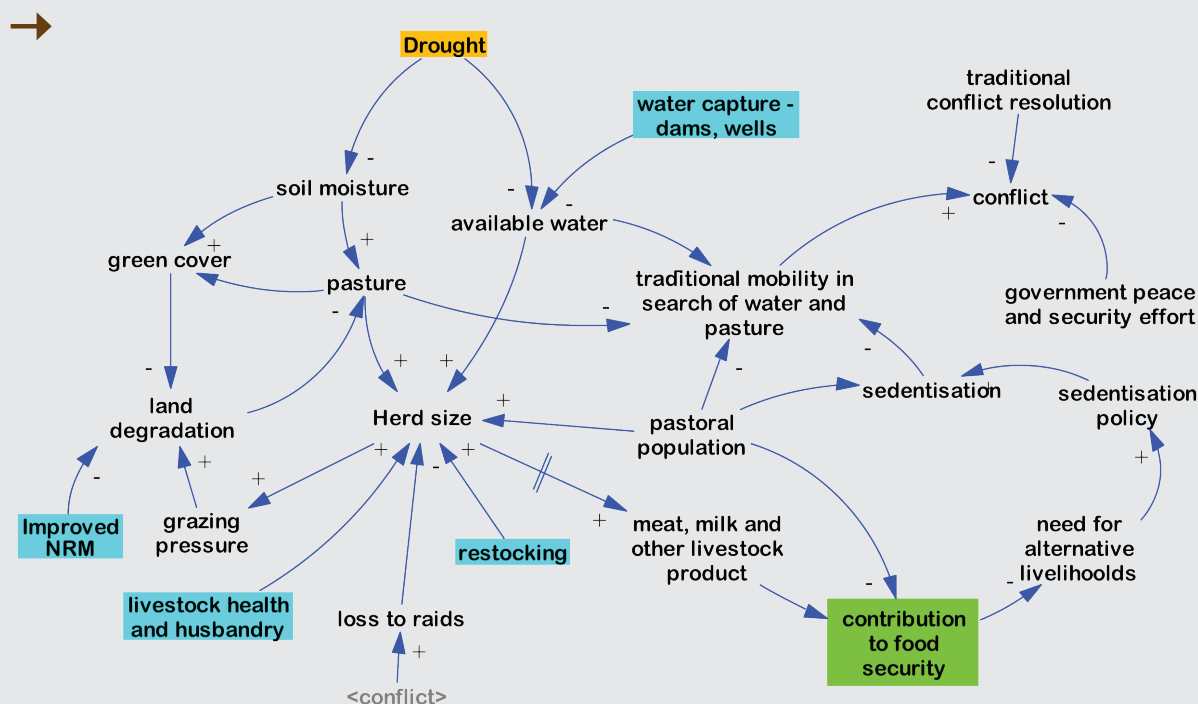 Drought
traditional
conflict resolution
water capture -
dams, wells
-
-
soil moisture
-
-
conflict
-
available water
+
-
+
+
green cover
pasture
traditional mobility in
search of water and
pasture
government peace
and security effort
-
-
-
+
+
-
-
sedentisation
+
sedentisation
policy
land
degradation
+
Herd size
pastoral
population
+
+
-
+
+
-
+
+
Improved
NRM
grazing
pressure
restocking
meat, milk and
other livestock
product
need for
alternative
livelihoolds
-
-
livestock health
and husbandry
loss to raids
contribution
to food
security
+
<conflict>